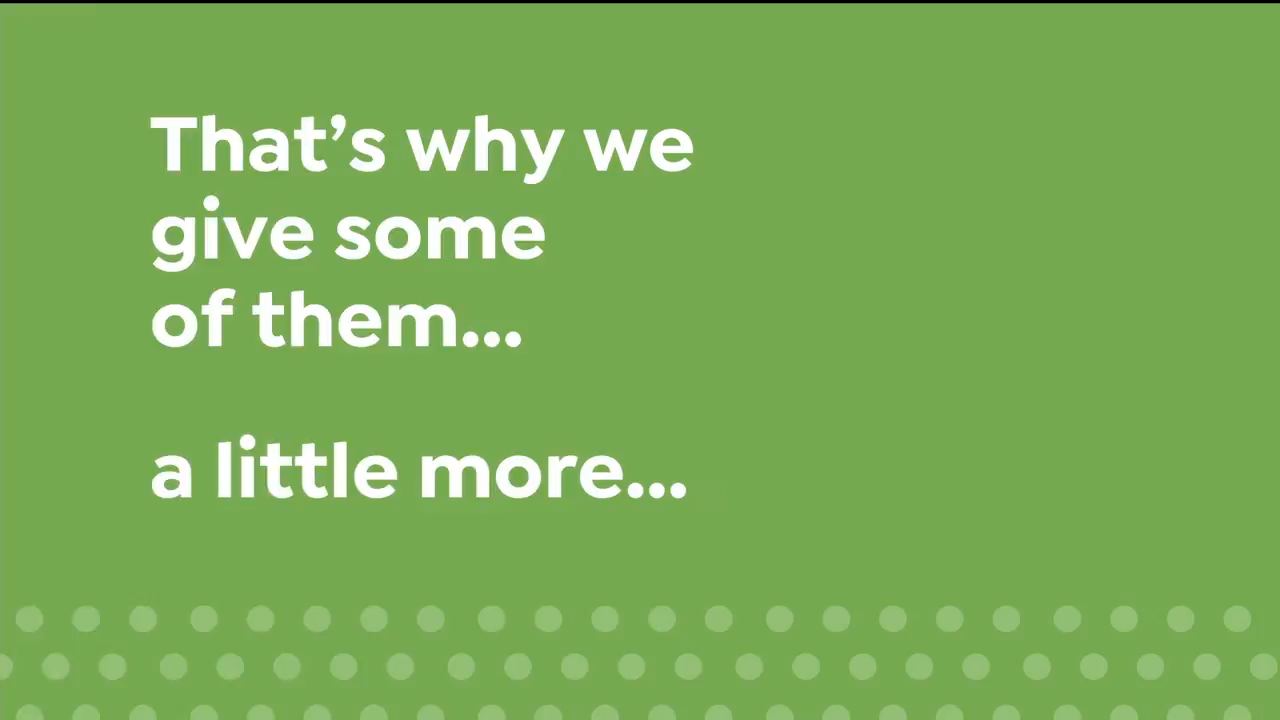 That’s why we
give some
of them...
a little more...